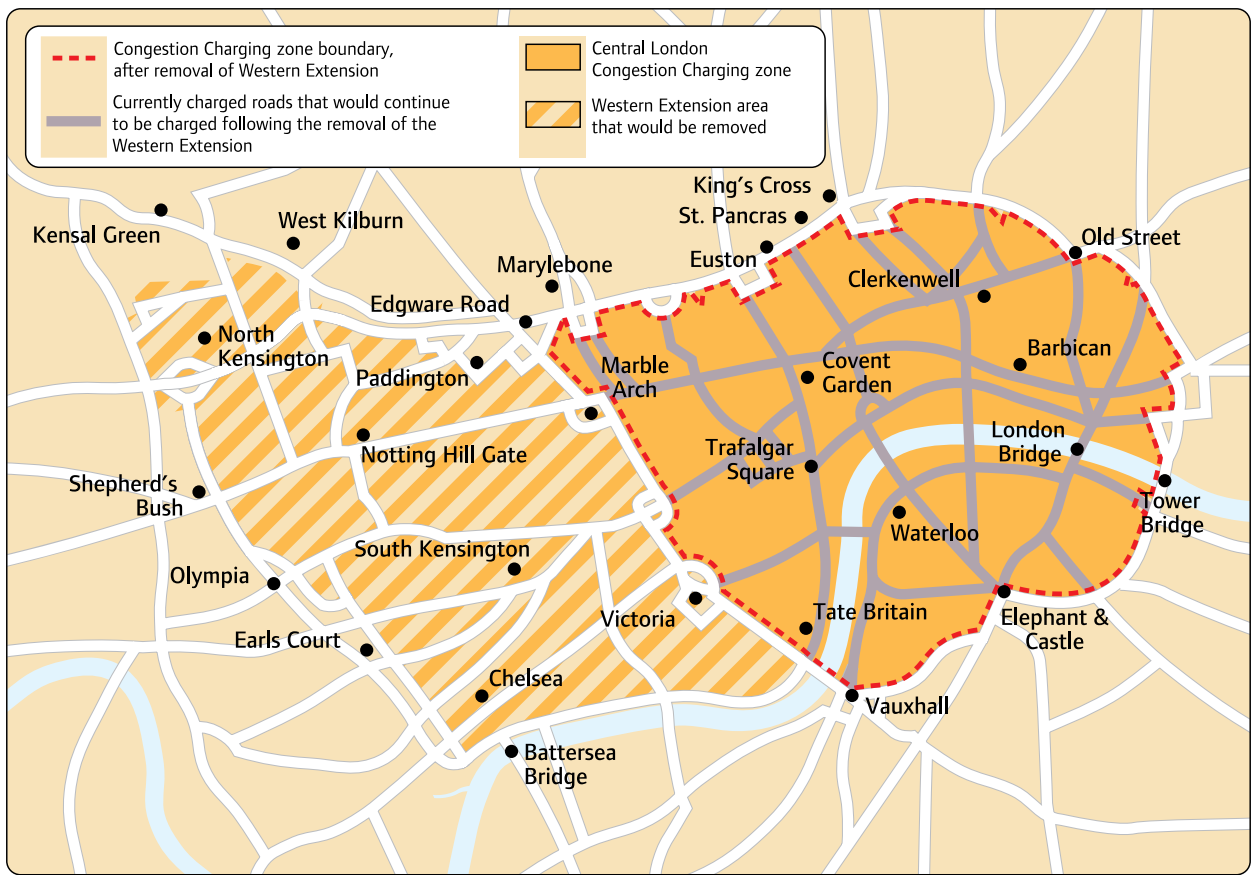 Congestion Charging zone boundary,
after removal of Western Extension
Currently charged roads that would continue
to be charged following the removal of the
Western Extension
Central London
Congestion Charging zone
Western Extension area
that would be removed
King's Cross
St. Pancras
Euston
Kensal Green
West Kilburn
Old Street
Marylebone
Clerkenwell
Edgware Road
North
Kensington
Paddington
Marble
Arch
Covent
Garden
Barbican
Notting Hill Gate
Trafalgar
Square
London
Bridge
Shepherd's
Bush
Tower
Bridge
Waterloo
South Kensington
Olympia
Victoria
Tate Britain
Elephant &
Castle
Earls Court
Chelsea
Vauxhall
Battersea
Bridge